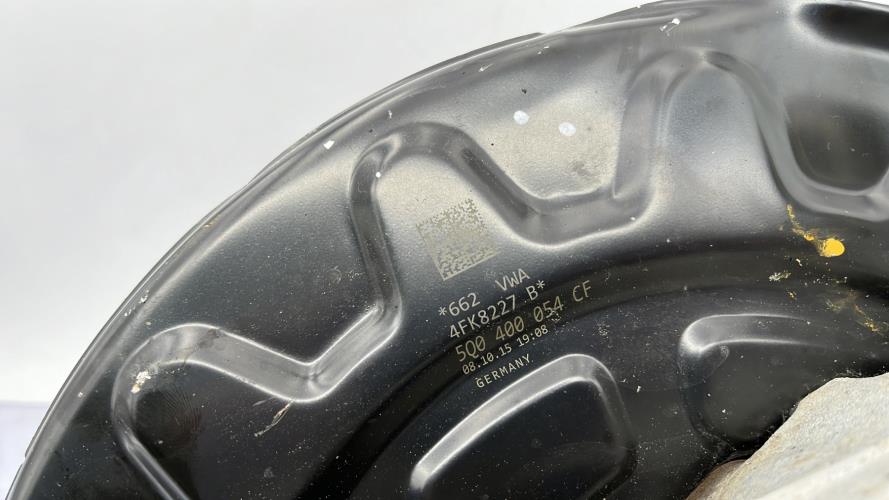 *662 VWA
4FK8227 B*
5Q0 400 054 CF
08.10.15 19:08
GERMANY